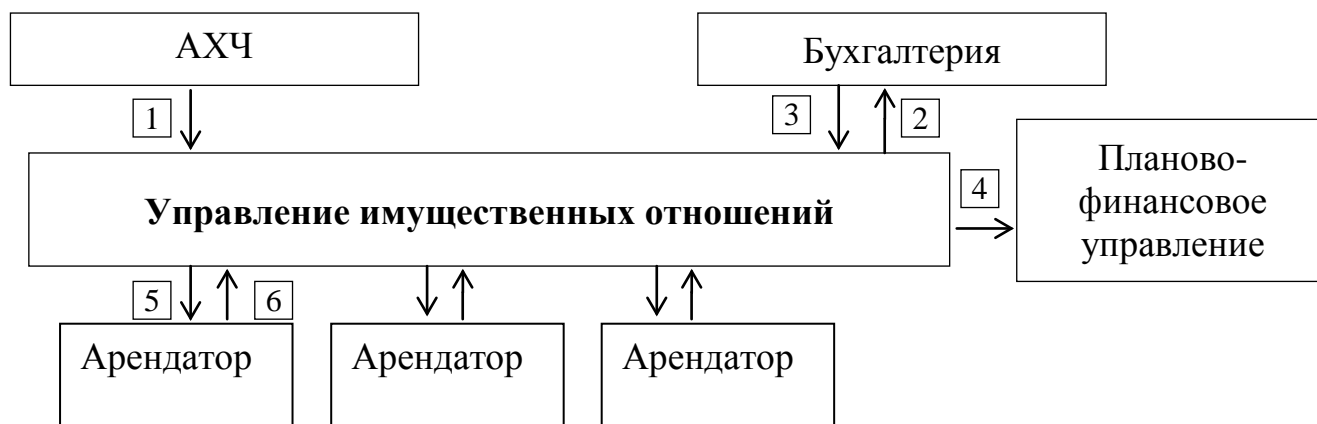 АХЧ
Бухгалтерия
1
3
2
Планово-
финансовое
управление
4
Управление имущественных отношений
5
6
Арендатор
Арендатор
Арендатор